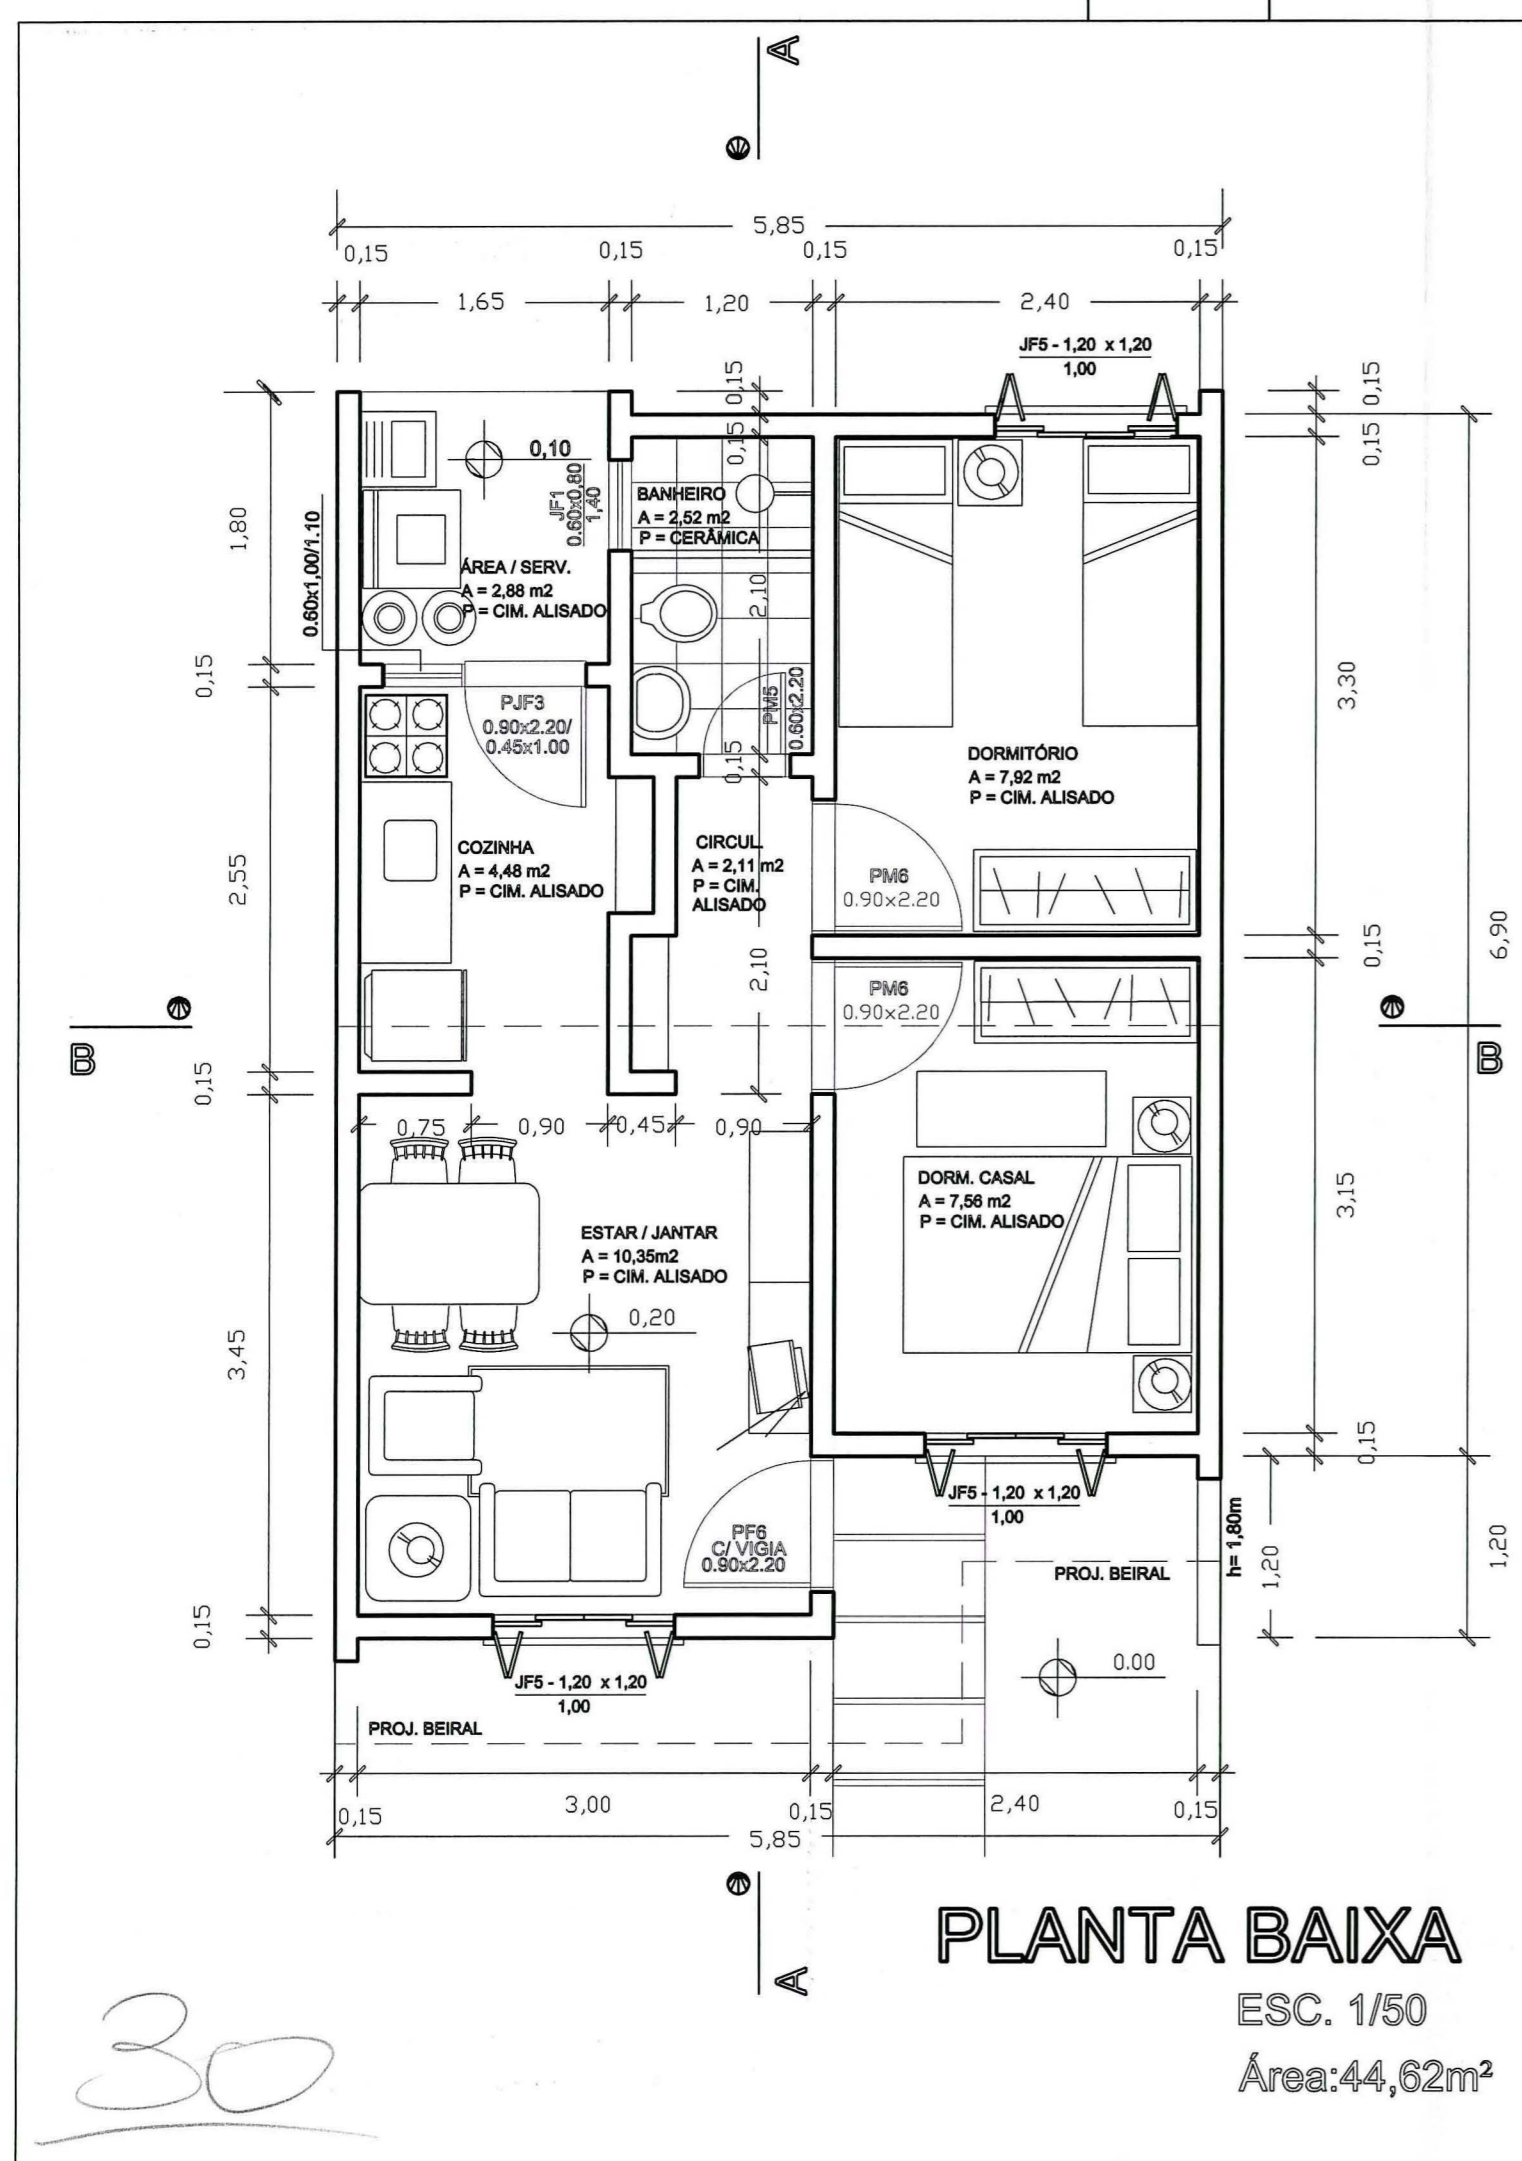 A
5,85
0,15
0,15
0,15
0,15
1,65
1,20
2,40
JF5 - 1,20 x 1,20
1,00
0,15
0,15
0,15
0,15
0,10
JF1
0.60x0,80
1,40
BANHEIRO
A = 2,52 m2
P = CERÂMICA
1,80
0.60x1,00/1.10
ÁREA / SERV.
A = 2,88 m2
P = CIM. ALISADO
2,10
0,15
PJF3
0.90x2.20/
0.45x1.00
PM5
0.60x2.20
0,15
3,30
DORMITÓRIO
A = 7,92 m2
P = CIM. ALISADO
COZINHA
A = 4,48 m2
P = CIM. ALISADO
2,55
CIRCUL.
A = 2,11 m2
P = CIM.
ALISADO
PM6
0.90x2.20
0,15
6,90
2,10
PM6
0.90x2.20
B
B
0,15
0,75
0,90
0,45
0,90
DORM. CASAL
A = 7,56 m2
P = CIM. ALISADO
3,15
ESTAR / JANTAR
A = 10,35m2
P = CIM. ALISADO
0,20
3,45
0,15
JF5 - 1,20 x 1,20
1,00
PF6
C/ VIGIA
0.90x2.20
PROJ. BEIRAL
h= 1,80m
1,20
1,20
0,15
0.00
JF5 - 1,20 x 1,20
1,00
PROJ. BEIRAL
0,15
3,00
0,15
2,40
0,15
5,85
A
PLANTA BAIXA
ESC. 1/50
Área:44,62m²
30